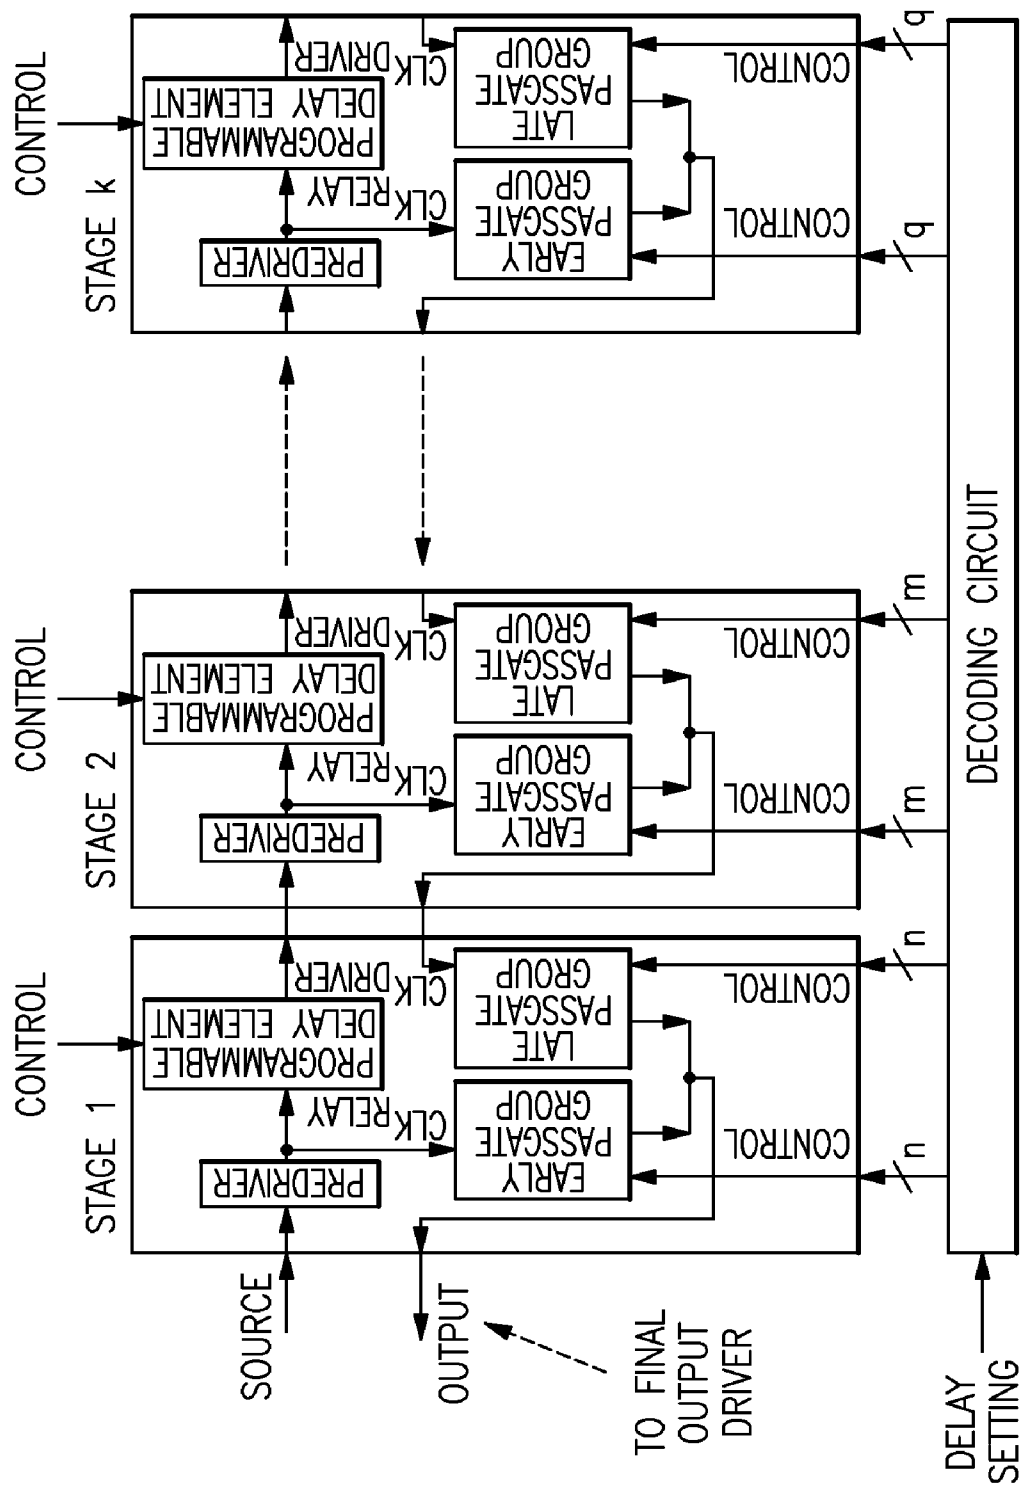 CONTROL
STAGE 1
SOURCE
PREDRIVER
CLK
RELAY
PROGRAMMABLE
DELAY ELEMENT
CLK
DRIVER
EARLY
PASSGATE
GROUP
LATE
PASSGATE
GROUP
CONTROL
CONTROL
n
n
OUTPUT
TO FINAL
OUTPUT
DRIVER
CONTROL
STAGE 2
PREDRIVER
CLK
RELAY
PROGRAMMABLE
DELAY ELEMENT
CLK
DRIVER
EARLY
PASSGATE
GROUP
LATE
PASSGATE
GROUP
CONTROL
CONTROL
m
m
CONTROL
STAGE k
PREDRIVER
CLK
RELAY
PROGRAMMABLE
DELAY ELEMENT
CLK
DRIVER
EARLY
PASSGATE
GROUP
LATE
PASSGATE
GROUP
CONTROL
CONTROL
q
q
DELAY
SETTING
DECODING CIRCUIT